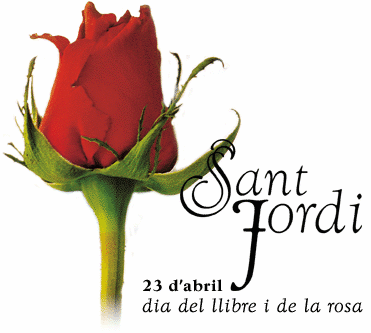 Sant
Jordi
23 d'abril
dia del llibre i de la rosa